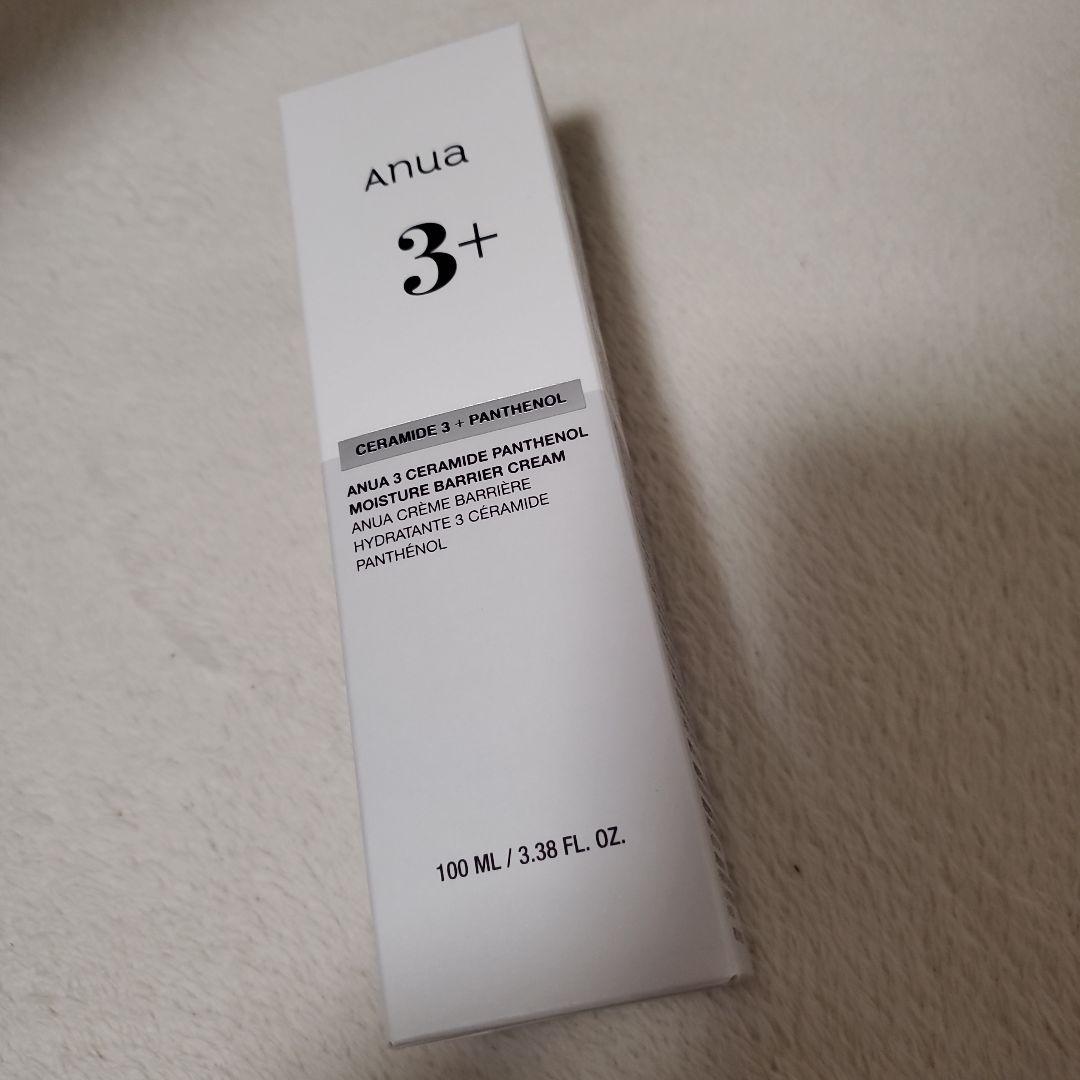 Anua
3+
CERAMIDE 3 + PANTHENOL
ANUA 3 CERAMIDE PANTHENOL
MOISTURE BARRIER CREAM
ANUA CRÈME BARRIÈRE
HYDRATANTE 3 CÉRAMIDE
PANTHÉNOL
100 ML / 3.38 FL. OZ.